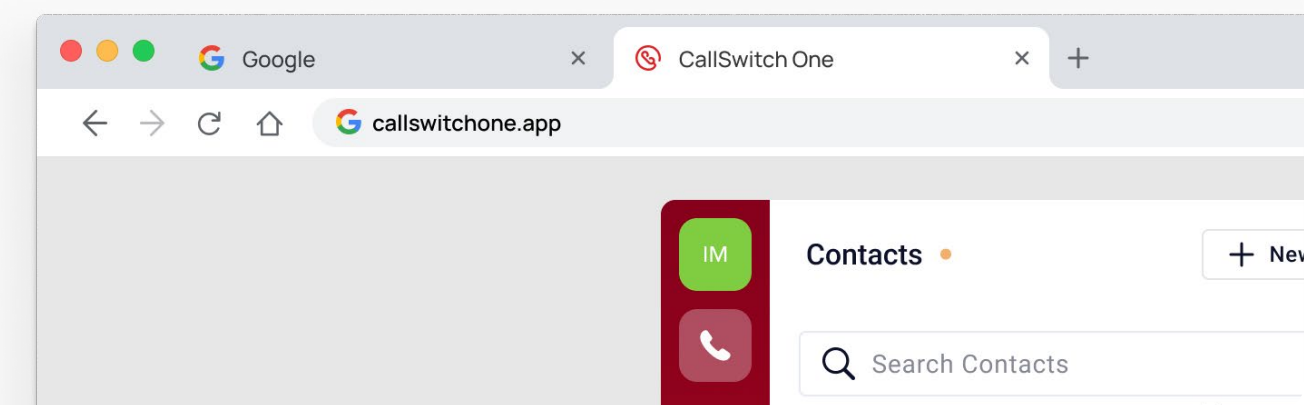 Google
CallSwitch One
callswitchone.app
IM
Contacts
Search Contacts